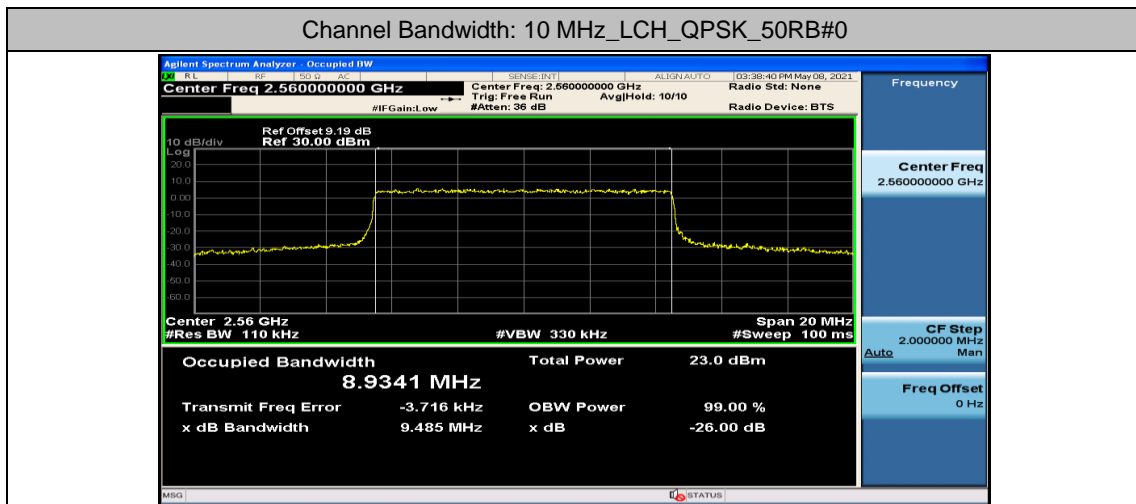 Channel Bandwidth: 10 MHz_LCH_QPSK_50RB#0
Agilent Spectrum Analyzer - Occupied BW
LXI RL RF 50 Ω AC SENSE:INT ALIGN AUTO 03:38:40 PM May 08, 2021
Center Freq 2.560000000 GHz Center Freq: 2.560000000 GHz Radio Std: None Frequency
Trig: Free Run Avg|Hold: 10/10
#IFGain:Low #Atten: 36 dB Radio Device: BTS
Ref Offset 9.19 dB
10 dB/div Ref 30.00 dBm
Log
20.0
10.0
0.00
-10.0
-20.0
-30.0
-40.0
-50.0
-60.0
Center Freq
2.560000000 GHz
Center 2.56 GHz Span 20 MHz
#Res BW 110 kHz #VBW 330 kHz #Sweep 100 ms
CF Step
2.000000 MHz
Auto Man
Occupied Bandwidth Total Power 23.0 dBm
8.9341 MHz
Freq Offset
0 Hz
Transmit Freq Error -3.716 kHz OBW Power 99.00 %
x dB Bandwidth 9.485 MHz x dB -26.00 dB
MSG STATUS